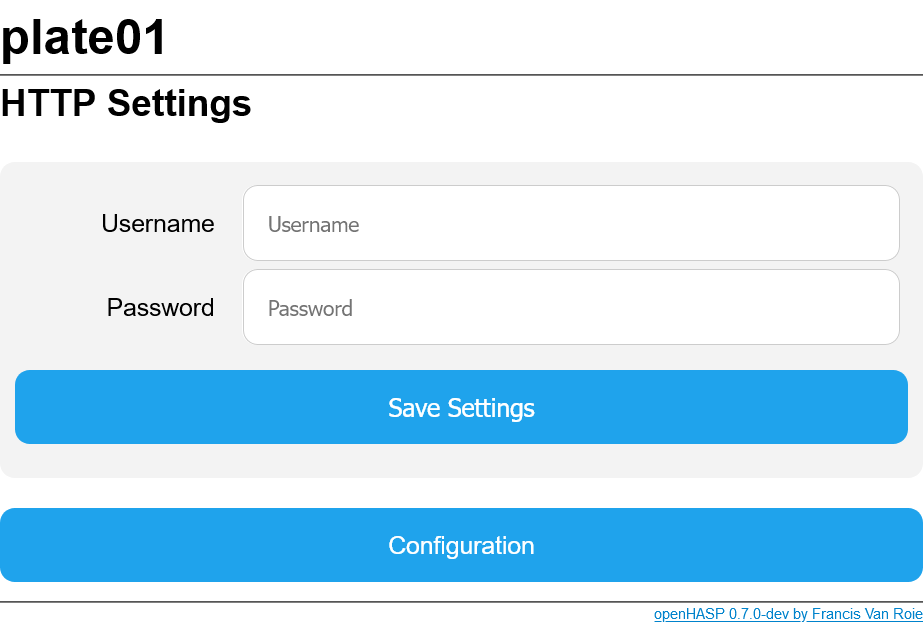 plate01
HTTP Settings
Username Username
Password Password
Save Settings
Configuration
openHASP 0.7.0-dev by Francis Van Roie